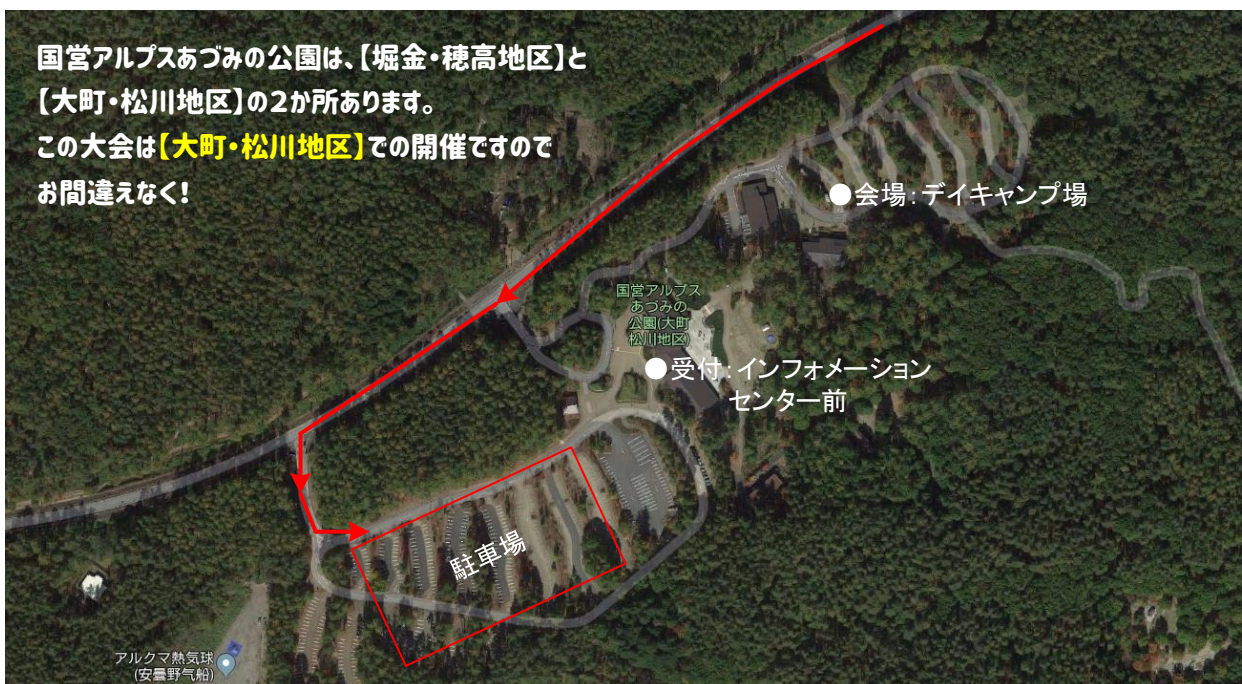 国営アルプスあづみの公園は、【堀金・穂高地区】と
【大町・松川地区】の2か所あります。
この大会は【大町・松川地区】での開催ですので
お間違えなく!
●会場:デイキャンプ場
国営アルプス
あづみの
公園(大町
松川地区)
●受付:インフォメーション
センター前
駐車場
アルクマ熱気球
(安曇野気船)